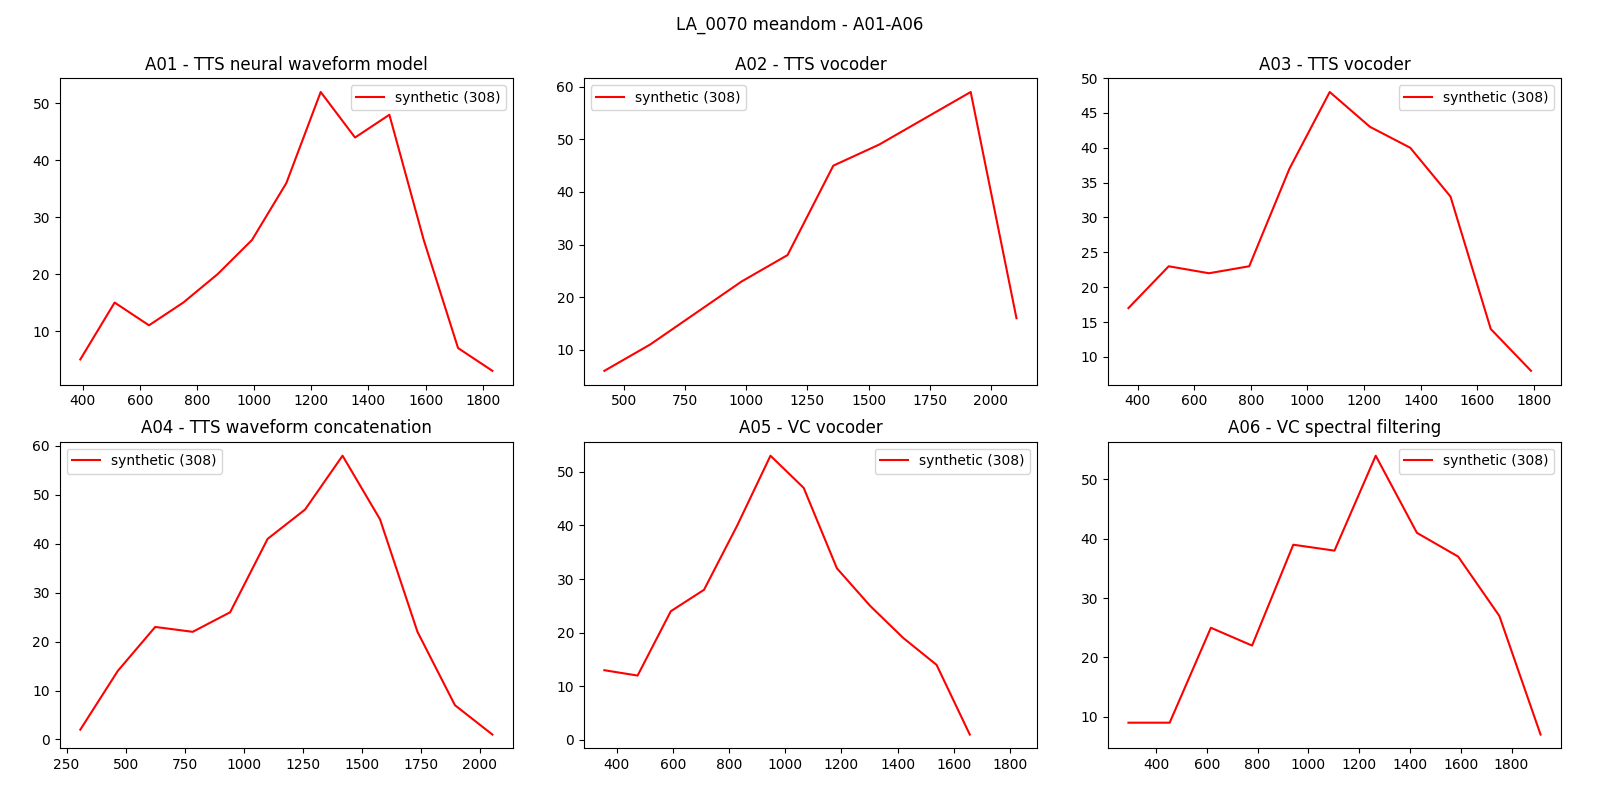 LA_0070 meandom - A01-A06
A01 - TTS neural waveform model
synthetic (308)
50
40
30
20
10
400 600 800 1000 1200 1400 1600 1800
A02 - TTS vocoder
synthetic (308)
60
50
40
30
20
10
500 750 1000 1250 1500 1750 2000
A03 - TTS vocoder
synthetic (308)
50
45
40
35
30
25
20
15
10
400 600 800 1000 1200 1400 1600 1800
A04 - TTS waveform concatenation
synthetic (308)
60
50
40
30
20
10
0
250 500 750 1000 1250 1500 1750 2000
A05 - VC vocoder
synthetic (308)
50
40
30
20
10
0
400 600 800 1000 1200 1400 1600 1800
A06 - VC spectral filtering
synthetic (308)
50
40
30
20
10
400 600 800 1000 1200 1400 1600 1800